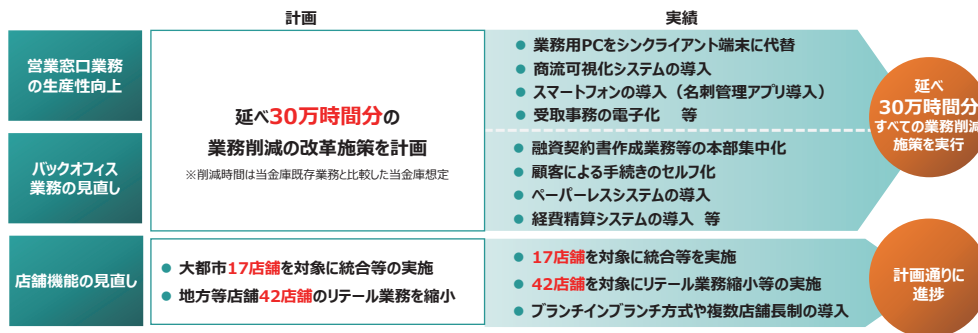 計画
実績
営業窓口業務
の生産性向上
延べ30万時間分の
業務削減の改革施策を計画
※削減時間は当金庫既存業務と比較した当金庫想定
● 業務用PCをシンクライアント端末に代替
● 商流可視化システムの導入
● スマートフォンの導入（名刺管理アプリ導入）
● 受取事務の電子化　等
延べ
30万時間分
すべての業務削減
施策を実行
バックオフィス
業務の見直し
● 融資契約書作成業務等の本部集中化
● 顧客による手続きのセルフ化
● ペーパーレスシステムの導入
● 経費精算システムの導入　等
店舗機能の見直し
● 大都市17店舗を対象に統合等の実施
● 地方等店舗42店舗のリテール業務を縮小
● 17店舗を対象に統合等を実施
● 42店舗を対象にリテール業務縮小等の実施
● ブランチインブランチ方式や複数店舗長制の導入
計画通りに
進捗